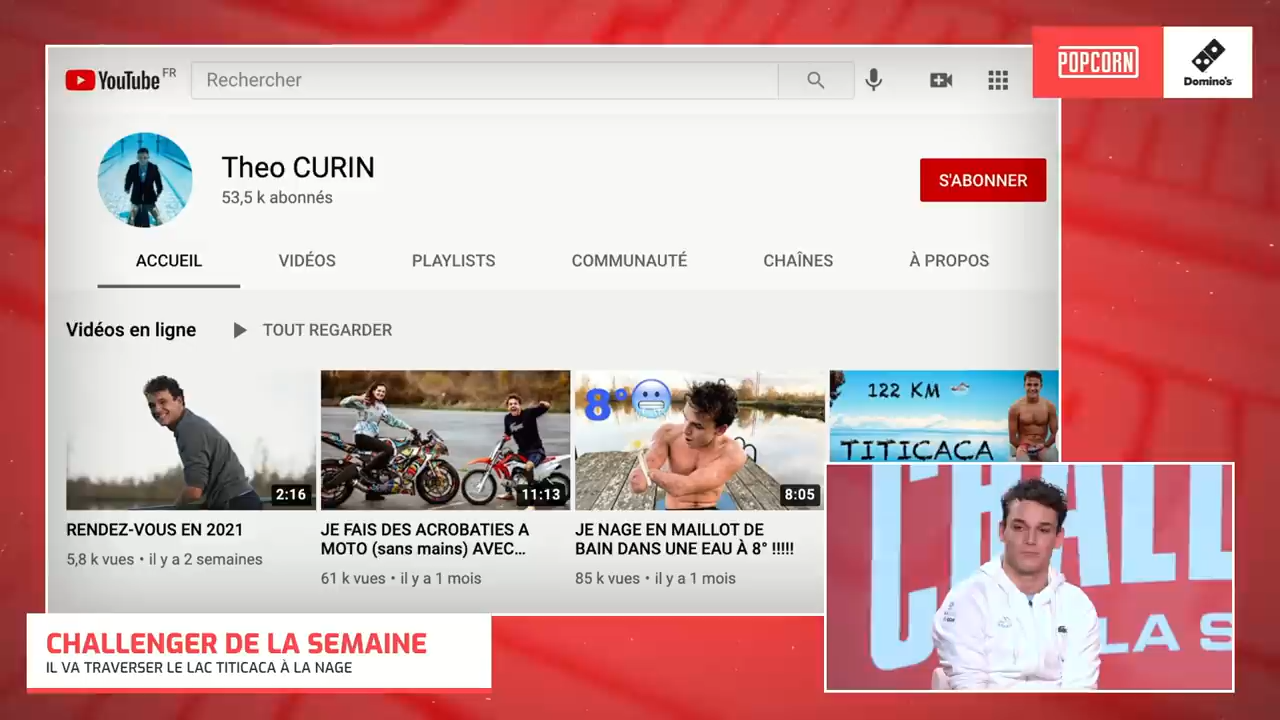 POPCORN
Domino's
YouTube FR
Rechercher
Theo CURIN
53,5 k abonnés
S'ABONNER
ACCUEIL
VIDÉOS
PLAYLISTS
COMMUNAUTÉ
CHAÎNES
À PROPOS
Vidéos en ligne
TOUT REGARDER
8°
122 KM
TITICACA
2:16
11:13
8:05
RENDEZ-VOUS EN 2021
5,8 k vues • il y a 2 semaines
JE FAIS DES ACROBATIES A
MOTO (sans mains) AVEC...
61 k vues • il y a 1 mois
JE NAGE EN MAILLOT DE
BAIN DANS UNE EAU À 8° !!!!!
85 k vues • il y a 1 mois
CHALL
LA S
CHALLENGER DE LA SEMAINE
IL VA TRAVERSER LE LAC TITICACA À LA NAGE